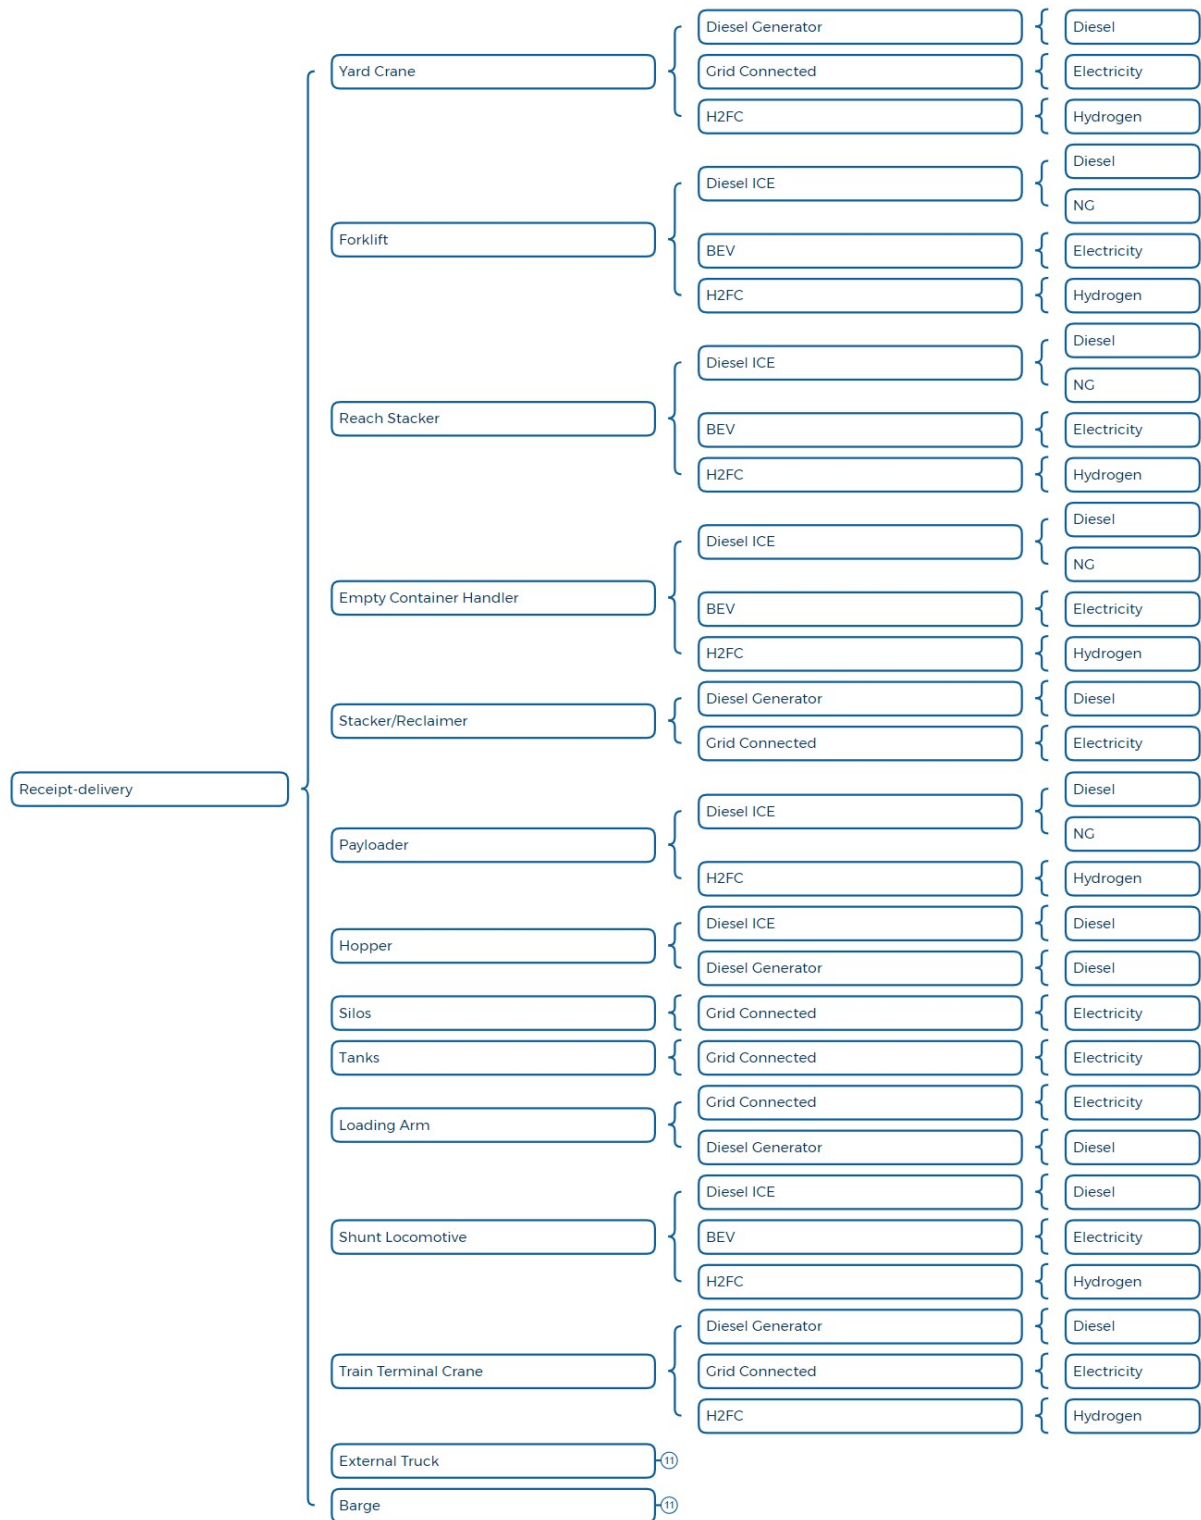 Receipt-delivery
Yard Crane
Diesel Generator
Diesel
Grid Connected
Electricity
H2FC
Hydrogen
Forklift
Diesel ICE
Diesel
NG
BEV
Electricity
H2FC
Hydrogen
Reach Stacker
Diesel ICE
Diesel
NG
BEV
Electricity
H2FC
Hydrogen
Empty Container Handler
Diesel ICE
Diesel
NG
BEV
Electricity
H2FC
Hydrogen
Stacker/Reclaimer
Diesel Generator
Diesel
Grid Connected
Electricity
Payloader
Diesel ICE
Diesel
NG
H2FC
Hydrogen
Hopper
Diesel ICE
Diesel
Diesel Generator
Diesel
Silos
Grid Connected
Electricity
Tanks
Grid Connected
Electricity
Loading Arm
Grid Connected
Electricity
Diesel Generator
Diesel
Shunt Locomotive
Diesel ICE
Diesel
BEV
Electricity
H2FC
Hydrogen
Train Terminal Crane
Diesel Generator
Diesel
Grid Connected
Electricity
H2FC
Hydrogen
External Truck
11
Barge
11